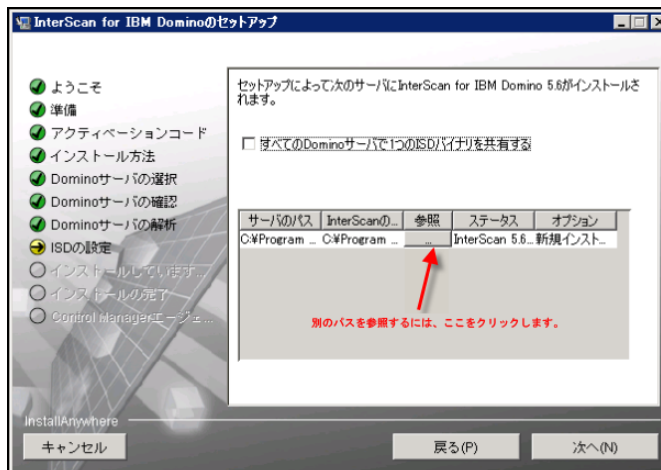 InterScan for IBM Dominoのセットアップ
ようこそ
準備
アクティベーションコード
インストール方法
Dominoサーバの選択
Dominoサーバの確認
Dominoサーバの解析
ISDの設定
インストールしています...
インストールの完了
Control Managerエージェ...
セットアップによって次のサーバにInterScan for IBM Domino 5.6がインストールさ
れます。
すべてのDominoサーバで1つのISDバイナリを共有する
サーバのパス InterScanの... 参照 ステータス オプション
C:¥Program ... C:¥Program ... ... InterScan 5.6... 新規インスト...
別のパスを参照するには、ここをクリックします。
InstallAnywhere
キャンセル 戻る(P) 次へ(N)